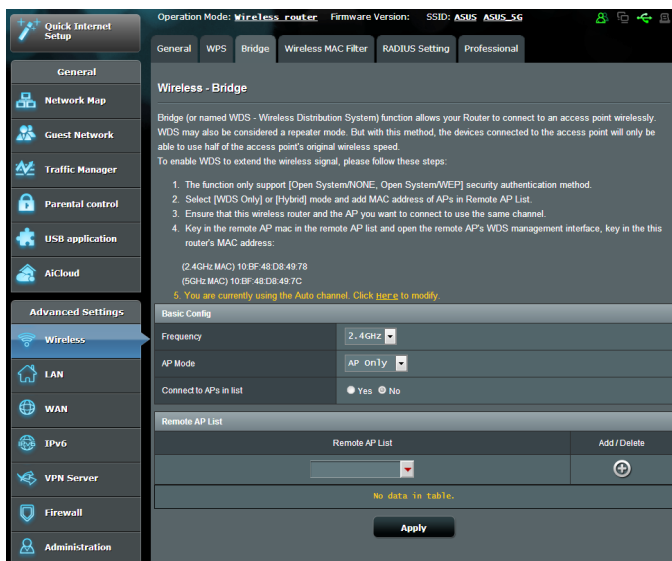 Quick Internet
Setup
General
Network Map
Guest Network
Traffic Manager
Parental control
USB application
AiCloud
Advanced Settings
Wireless
LAN
WAN
IPv6
VPN Server
Firewall
Administration
Operation Mode: Wireless router Firmware Version: SSID: ASUS ASUS_5G
General WPS Bridge Wireless MAC Filter RADIUS Setting Professional
Wireless - Bridge
Bridge (or named WDS - Wireless Distribution System) function allows your Router to connect to an access point wirelessly.
WDS may also be considered a repeater mode. But with this method, the devices connected to the access point will only be
able to use half of the access point's original wireless speed.
To enable WDS to extend the wireless signal, please follow these steps:
1. The function only support [Open System/NONE, Open System/WEP] security authentication method.
2. Select [WDS Only] or [Hybrid] mode and add MAC address of APs in Remote AP List.
3. Ensure that this wireless router and the AP you want to connect to use the same channel.
4. Key in the remote AP mac in the remote AP list and open the remote AP's WDS management interface, key in the this
router's MAC address:
(2.4GHz MAC) 10:BF:48:D8:49:78
(5GHz MAC) 10:BF:48:D8:49:7C
5. You are currently using the Auto channel. Click Here to modify.
Basic Config
Frequency 2.4GHz
AP Mode AP Only
Connect to APs in list Yes No
Remote AP List
Remote AP List Add / Delete
No data in table.
Apply